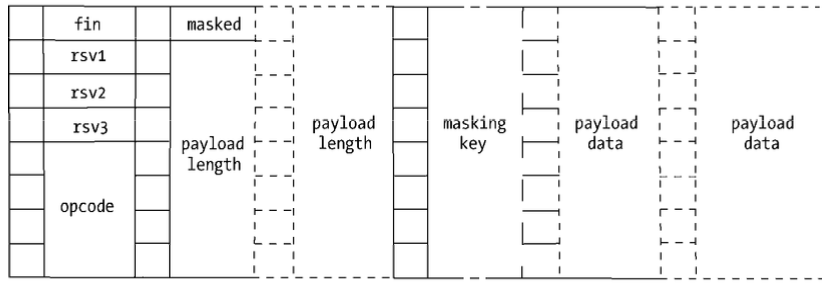 fin
rsv1
rsv2
rsv3
opcode
masked
payload
length
payload
length
masking
key
payload
data
payload
data